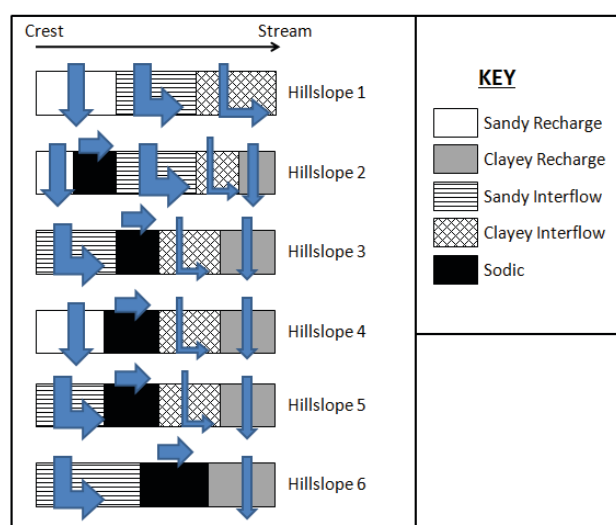 Crest Stream
Hillslope 1
Hillslope 2
Hillslope 3
Hillslope 4
Hillslope 5
Hillslope 6
KEY
Sandy Recharge
Clayey Recharge
Sandy Interflow
Clayey Interflow
Sodic